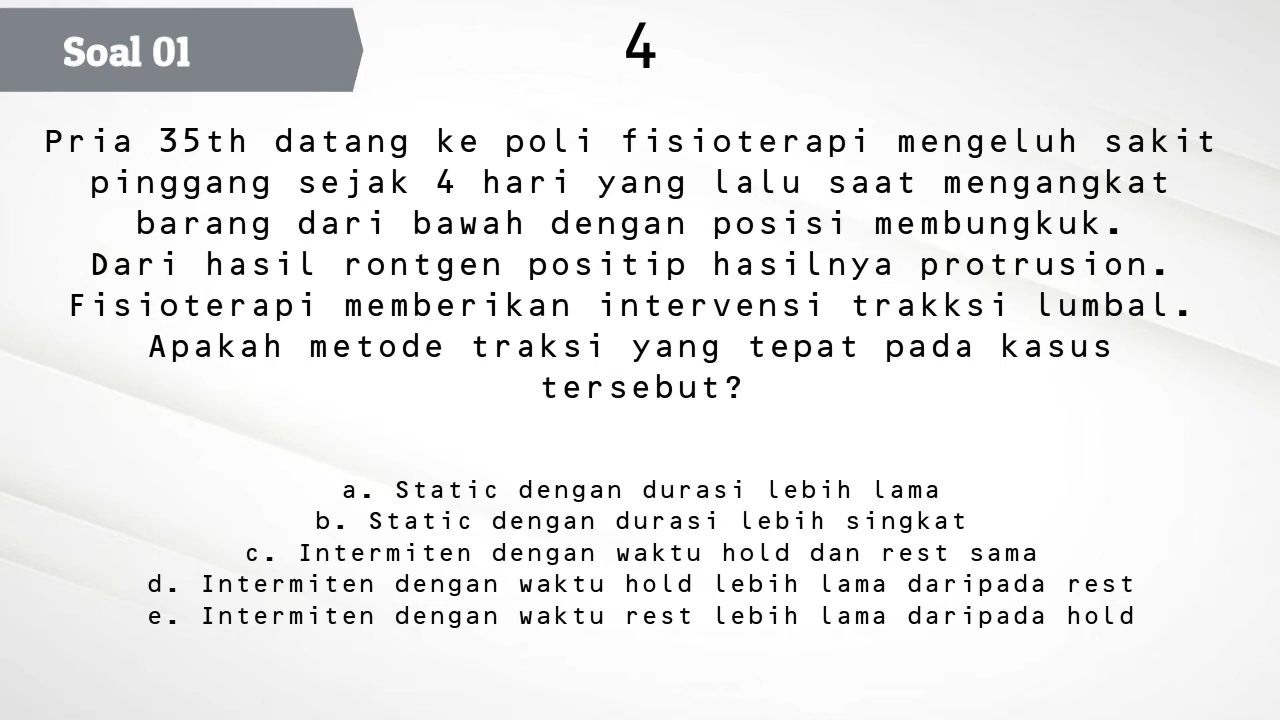 Soal 01
4
Pria 35th datang ke poli fisioterapi mengeluh sakit
pinggang sejak 4 hari yang lalu saat mengangkat
barang dari bawah dengan posisi membungkuk.
Dari hasil rontgen positip hasilnya protrusion.
Fisioterapi memberikan intervensi trakksi lumbal.
Apakah metode traksi yang tepat pada kasus
tersebut?
a. Static dengan durasi lebih lama
b. Static dengan durasi lebih singkat
c. Intermiten dengan waktu hold dan rest sama
d. Intermiten dengan waktu hold lebih lama daripada rest
e. Intermiten dengan waktu rest lebih lama daripada hold